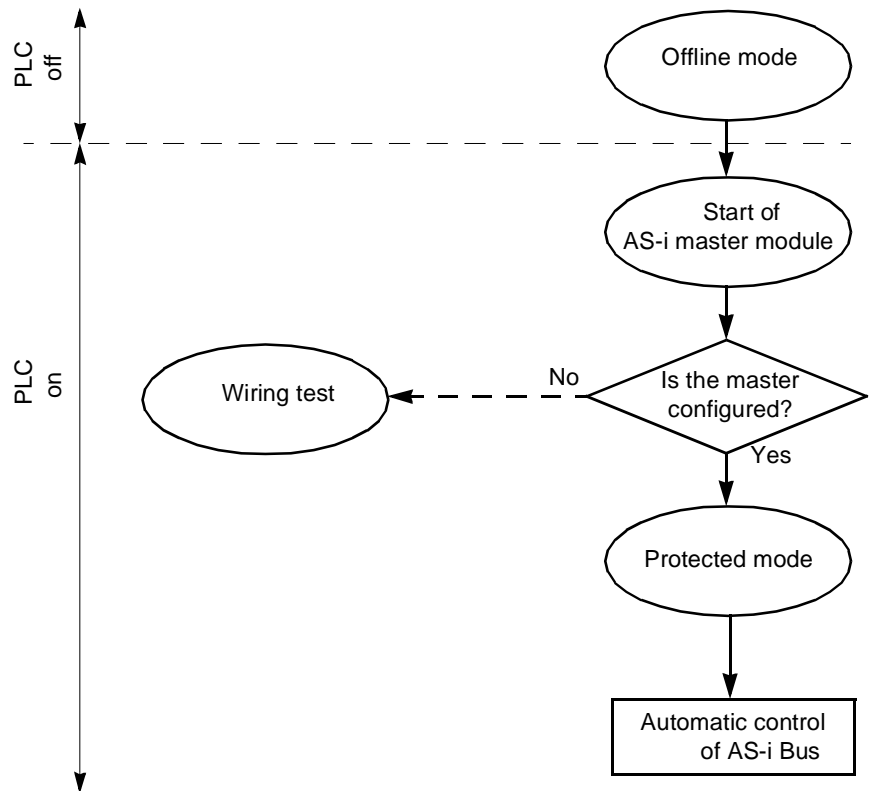 PLC
off
Offline mode
Start of
AS-i master module
PLC
on
Wiring test
No
Is the master
configured?
Yes
Protected mode
Automatic control
of AS-i Bus